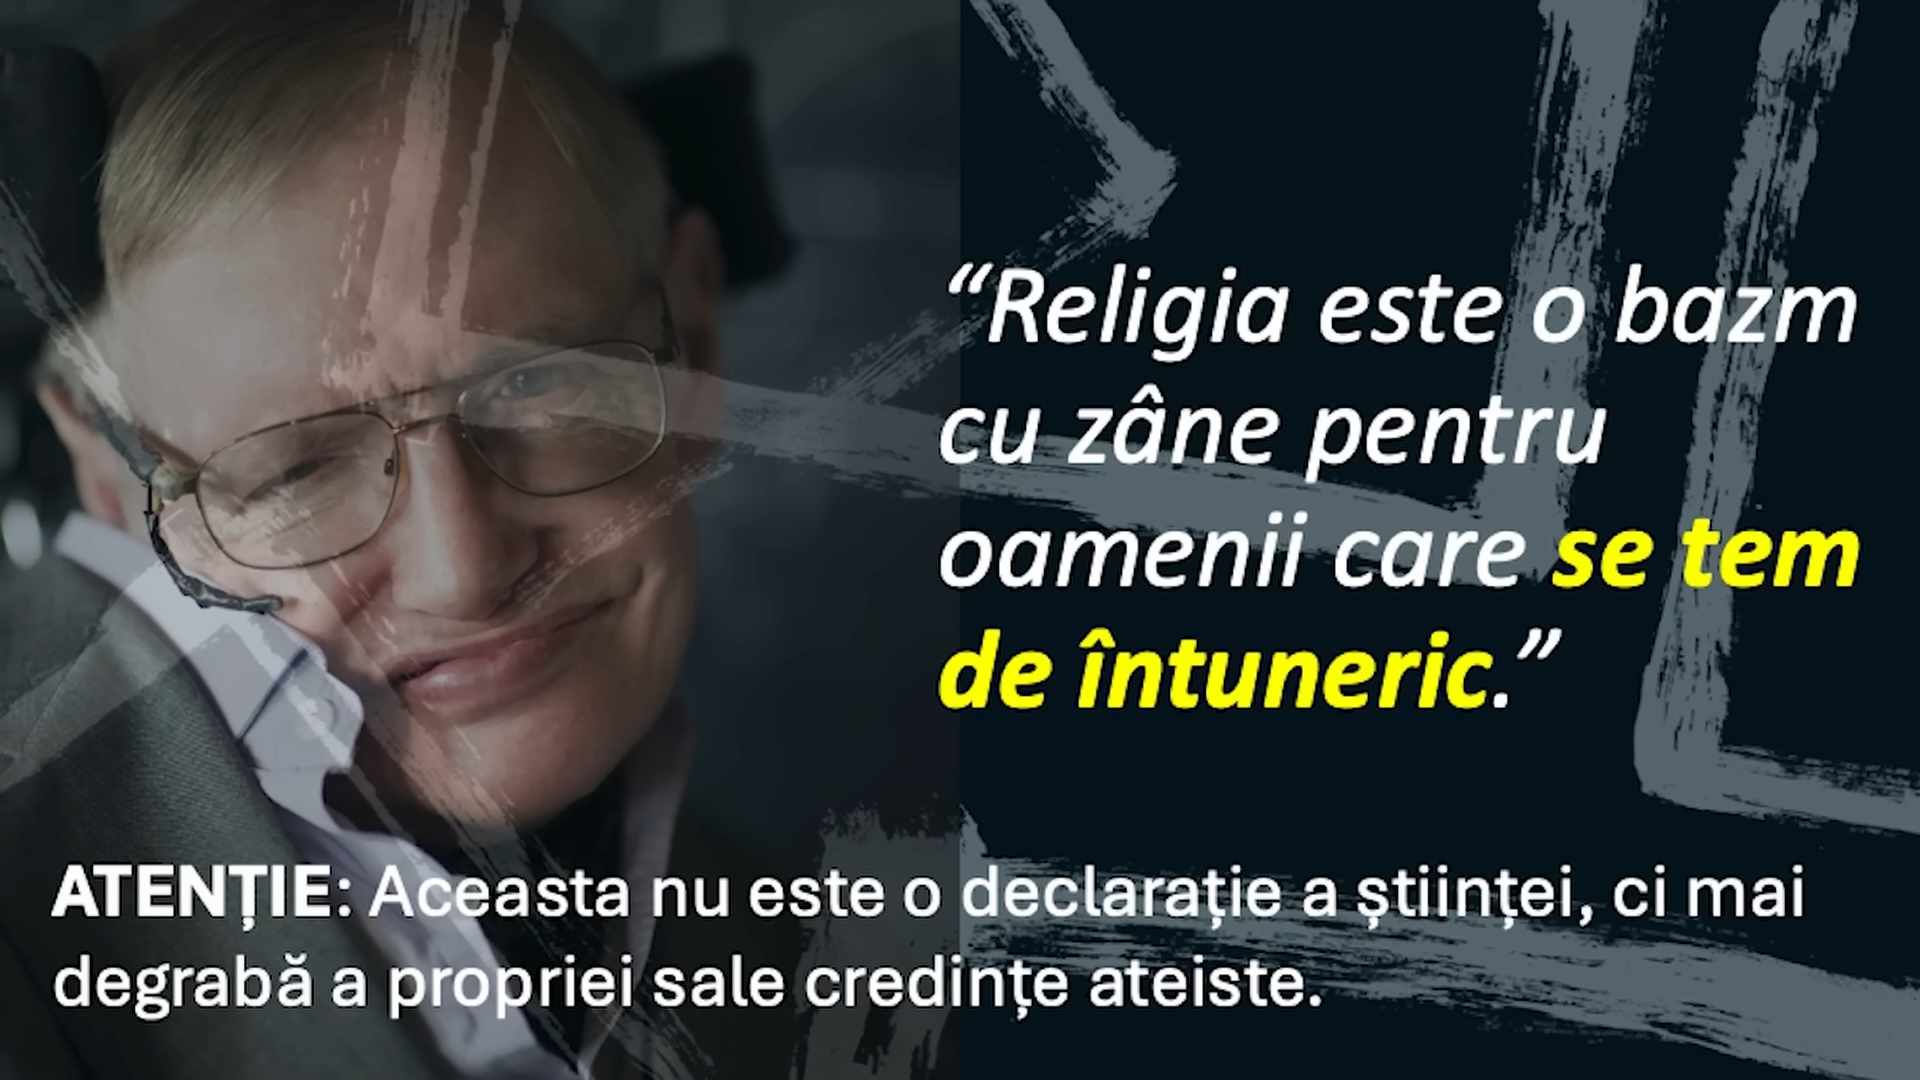 “Religia este o bazm
cu zâne pentru
oamenii care se tem
de întuneric.”
ATENȚIE: Aceasta nu este o declarație a științei, ci mai
degrabă a propriei sale credințe ateiste.